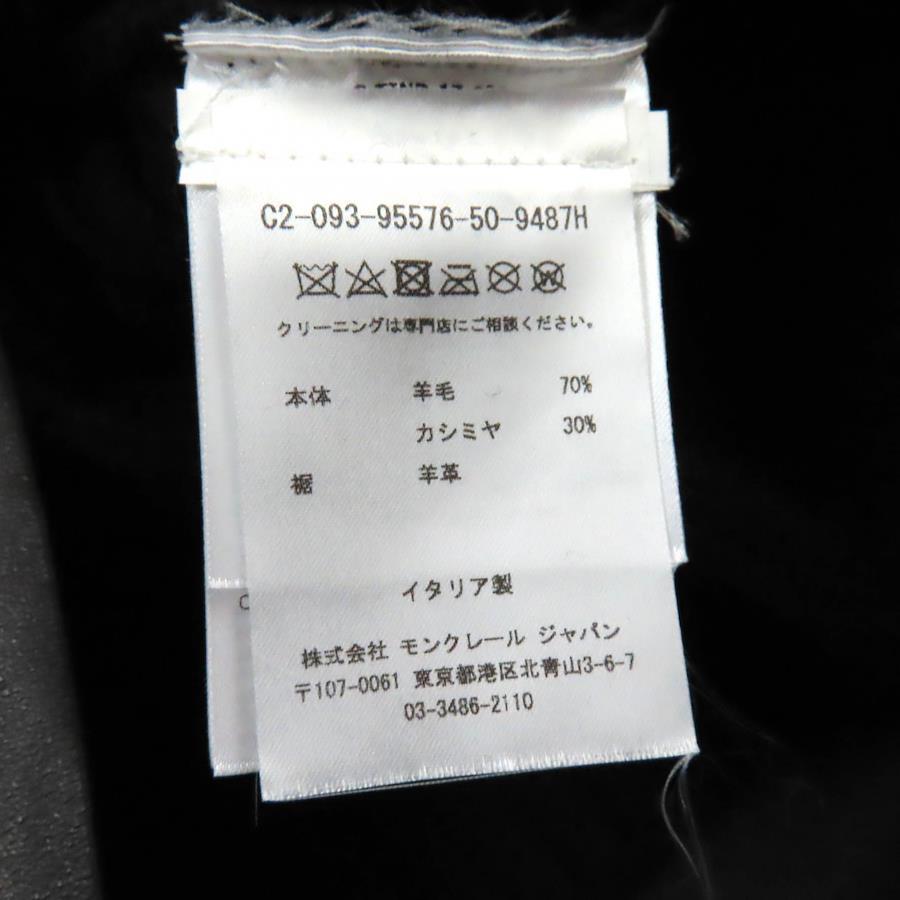 C2-093-95576-50-9487H
クリーニングは専門店にご相談ください。
本体 羊毛 70%
カシミヤ 30%
裾 羊革
イタリア製
株式会社 モンクレール ジャパン
〒107-0061 東京都港区北青山3-6-7
03-3486-2110